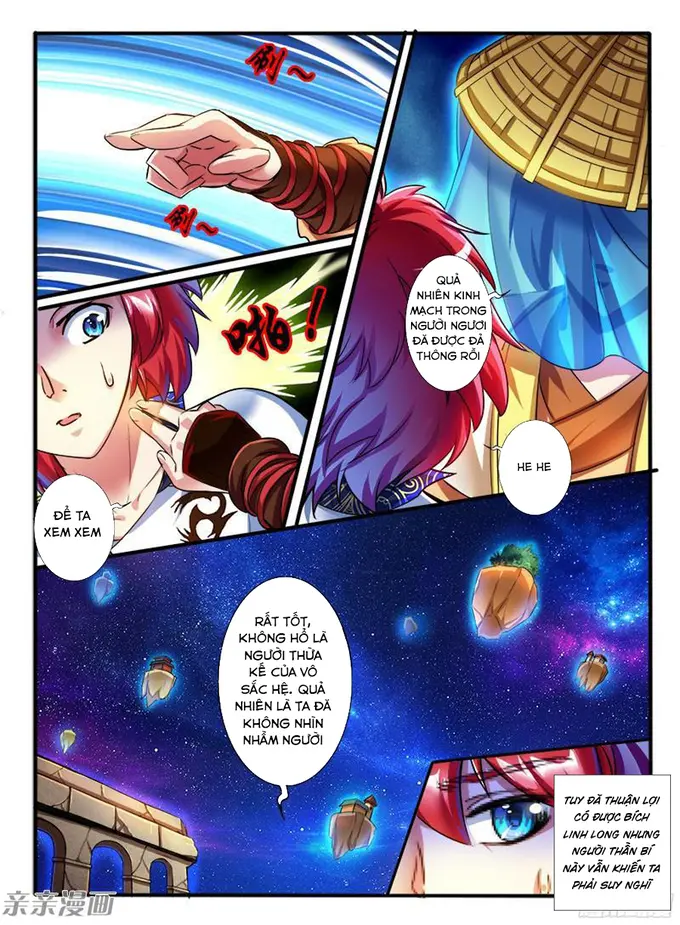 刷～
刷～
QUẢ
NHIÊN KINH
MẠCH TRONG
NGƯỜI NGƯƠI
ĐÃ ĐƯỢC ĐẢ
THÔNG RỒI
啪！
HE HE
ĐỂ TA
XEM XEM
RẤT TỐT,
KHÔNG HỔ LÀ
NGƯỜI THỪA
KẾ CỦA VÔ
SẮC HỆ. QUẢ
NHIÊN LÀ TA ĐÃ
KHÔNG NHÌN
NHẦM NGƯỜI
TUY ĐÃ THUẬN LỢI
CÓ ĐƯỢC BÍCH
LINH LONG NHƯNG
NGƯỜI THẦN BÍ
NÀY VẪN KHIẾN TA
PHẢI SUY NGHĨ
亲亲漫画